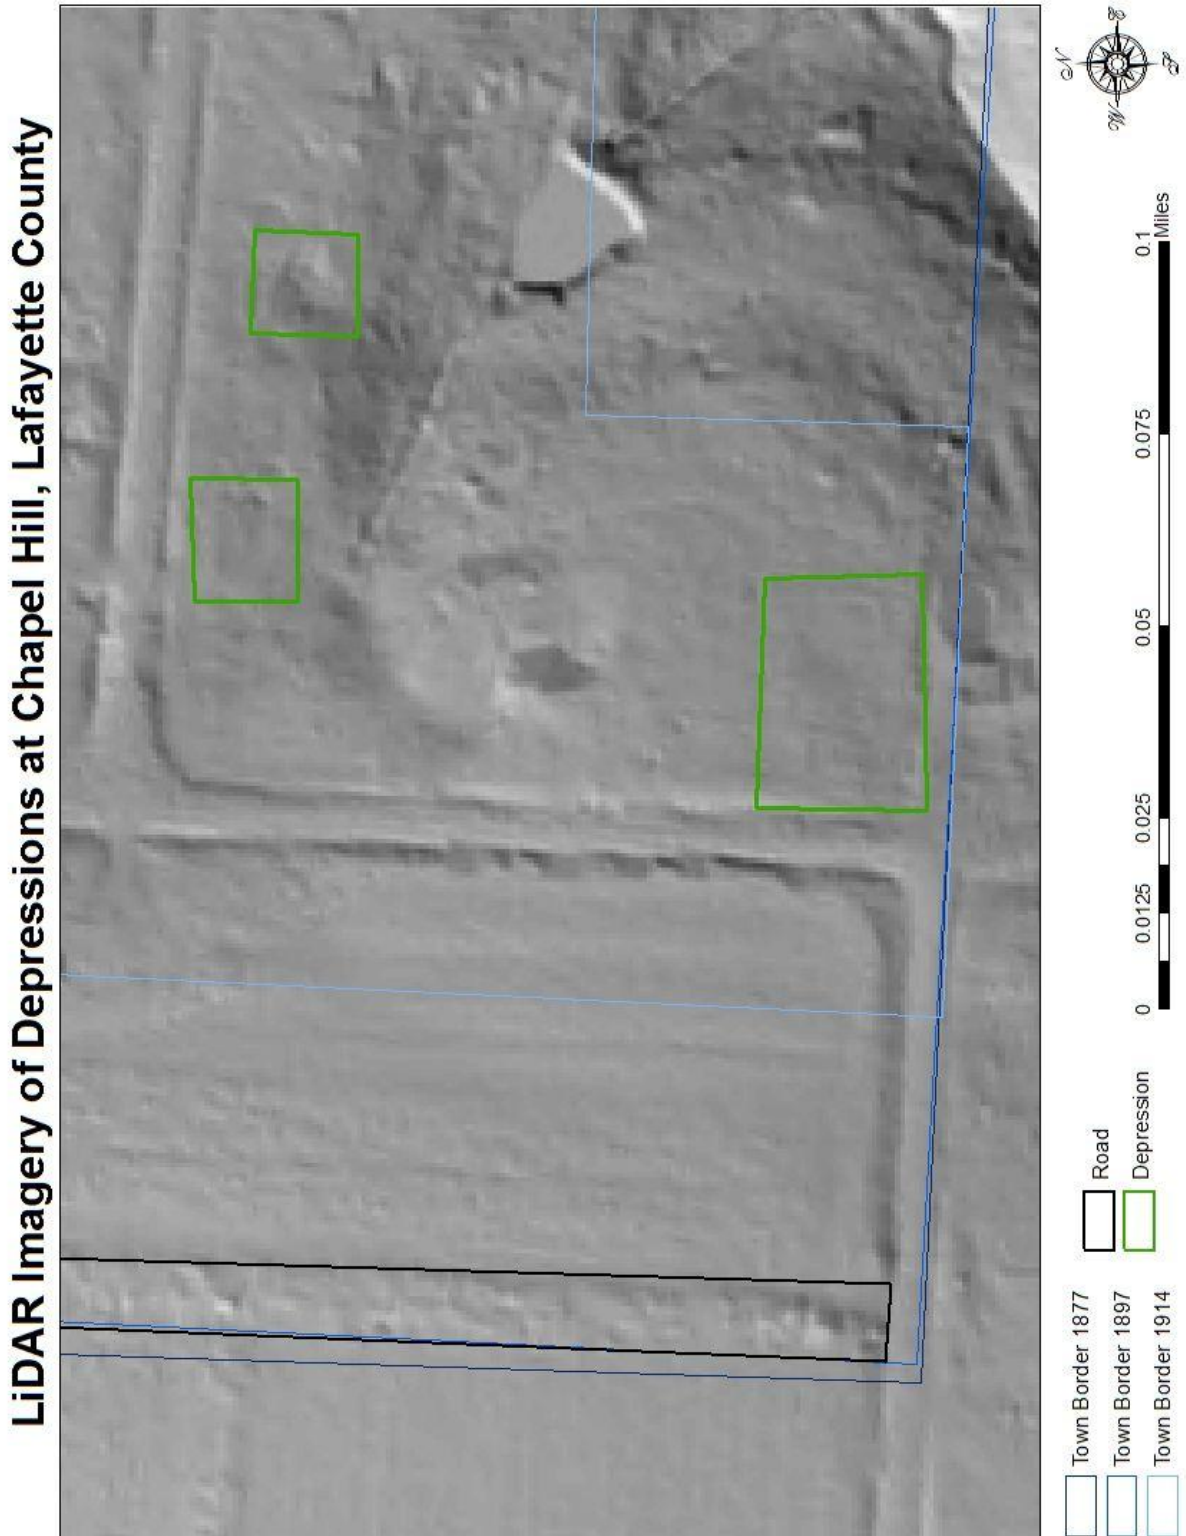 LiDAR Imagery of Depressions at Chapel Hill, Lafayette County
Town Border 1877
Town Border 1897
Town Border 1914
Road
Depression
0 0.0125 0.025 0.05 0.075 0.1
Miles
N
W E
S